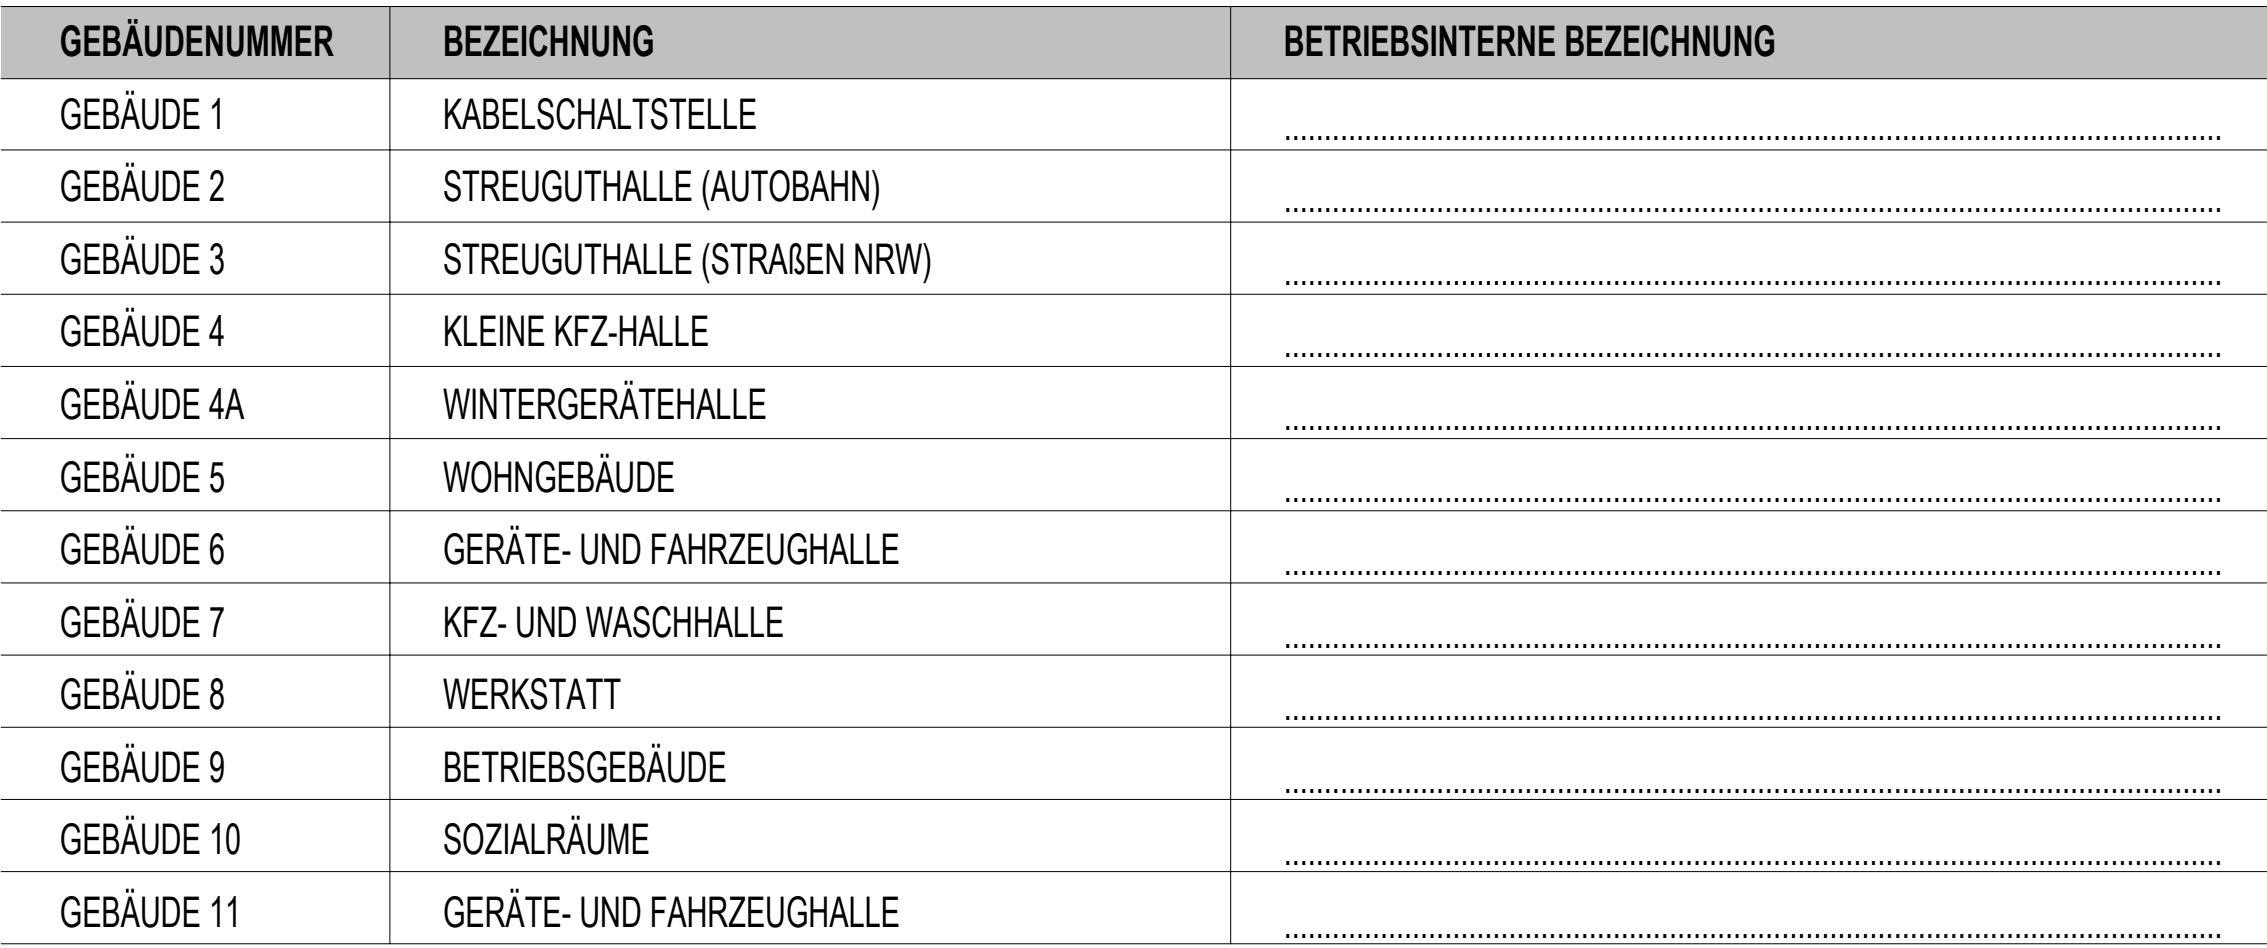 GEBÄUDENUMMER BEZEICHNUNG BETRIEBSINTERNE BEZEICHNUNG
GEBÄUDE 1 KABELSCHALTSTELLE
GEBÄUDE 2 STREUGUTHALLE (AUTOBAHN)
GEBÄUDE 3 STREUGUTHALLE (STRAßEN NRW)
GEBÄUDE 4 KLEINE KFZ-HALLE
GEBÄUDE 4A WINTERGERÄTEHALLE
GEBÄUDE 5 WOHNGEBÄUDE
GEBÄUDE 6 GERÄTE- UND FAHRZEUGHALLE
GEBÄUDE 7 KFZ- UND WASCHHALLE
GEBÄUDE 8 WERKSTATT
GEBÄUDE 9 BETRIEBSGEBÄUDE
GEBÄUDE 10 SOZIALRÄUME
GEBÄUDE 11 GERÄTE- UND FAHRZEUGHALLE